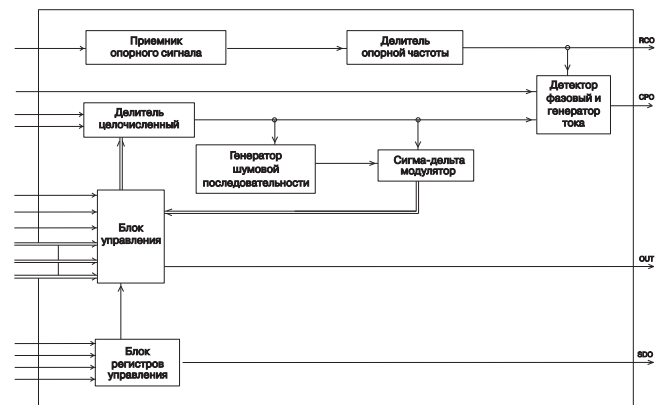 Приемник
опорного сигнала
Делитель
опорной частоты
RCO
Детектор
фазовый и
генератор
тока
CPO
Делитель
целочисленный
Генератор
шумовой
последовательности
Сигма-дельта
модулятор
Блок
управления
OUT
Блок
регистров
управления
SDO